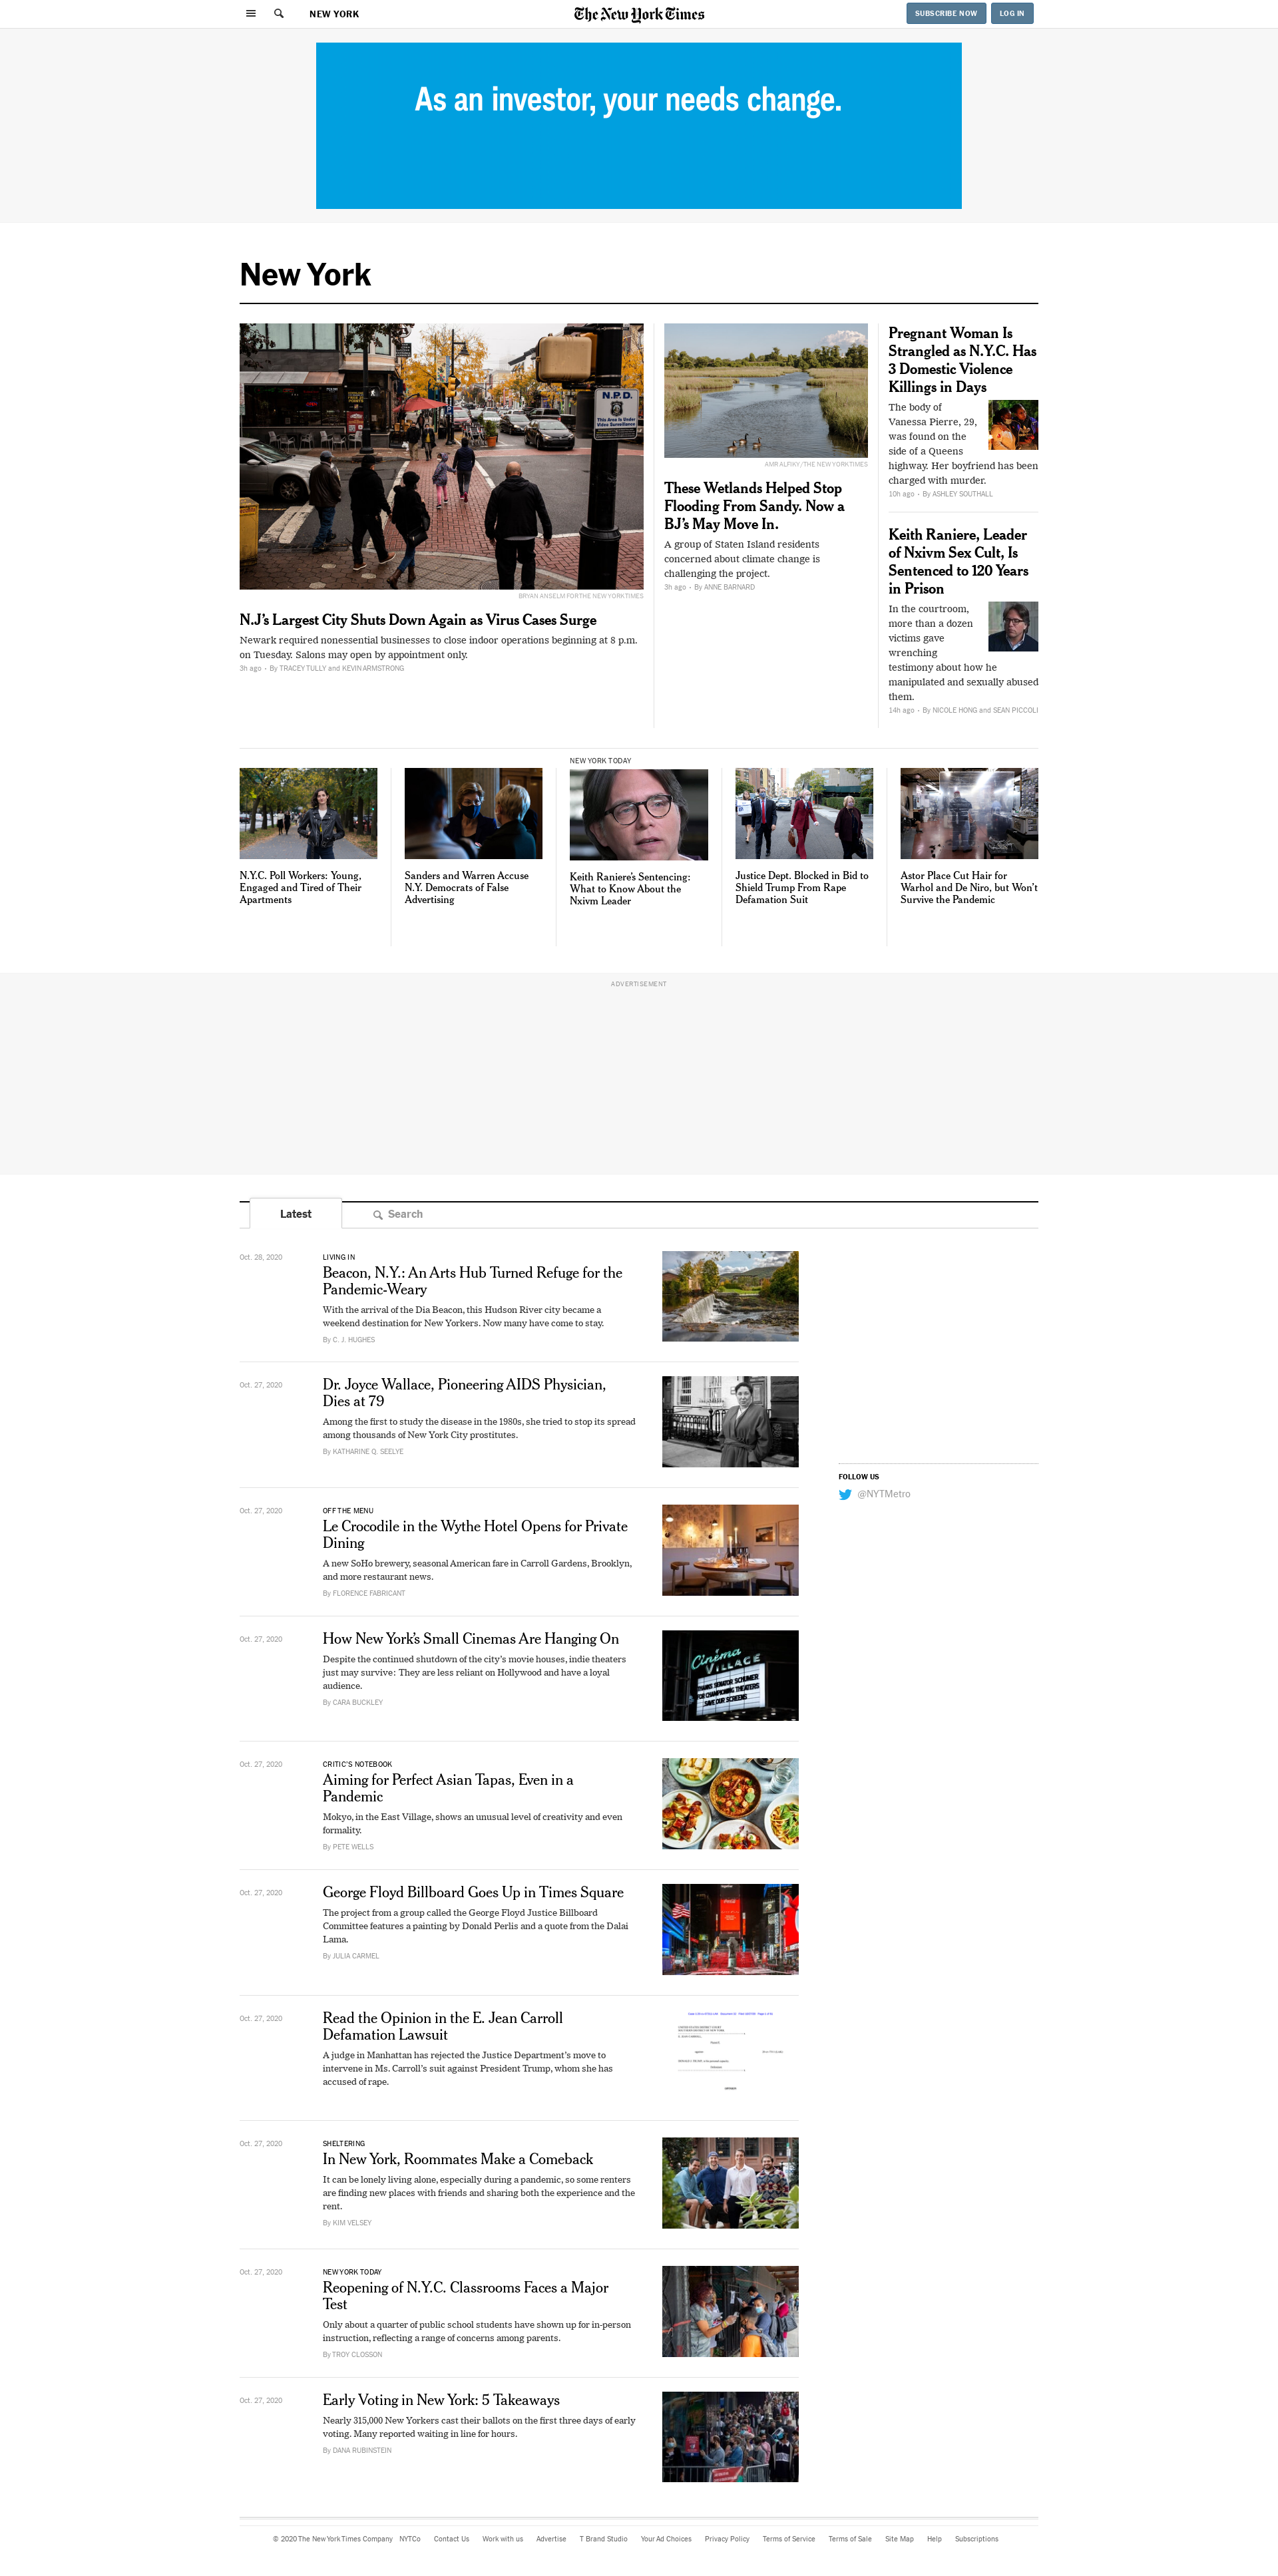 NEW YORK
The New York Times
SUBSCRIBE NOW
LOG IN
As an investor, your needs change.
New York
N.P.D.
This Area is Under
Video Surveillance
BRYAN ANSELM FOR THE NEW YORK TIMES
N.J.’s Largest City Shuts Down Again as Virus Cases Surge
Newark required nonessential businesses to close indoor operations beginning at 8 p.m.
on Tuesday. Salons may open by appointment only.
3h ago • By TRACEY TULLY and KEVIN ARMSTRONG
AMR ALFIKY/THE NEW YORK TIMES
These Wetlands Helped Stop
Flooding From Sandy. Now a
BJ’s May Move In.
A group of Staten Island residents
concerned about climate change is
challenging the project.
3h ago • By ANNE BARNARD
Pregnant Woman Is
Strangled as N.Y.C. Has
3 Domestic Violence
Killings in Days
The body of
Vanessa Pierre, 29,
was found on the
side of a Queens
highway. Her boyfriend has been
charged with murder.
10h ago • By ASHLEY SOUTHALL
Keith Raniere, Leader
of Nxivm Sex Cult, Is
Sentenced to 120 Years
in Prison
In the courtroom,
more than a dozen
victims gave
wrenching
testimony about how he
manipulated and sexually abused
them.
14h ago • By NICOLE HONG and SEAN PICCOLI
N.Y.C. Poll Workers: Young,
Engaged and Tired of Their
Apartments
Sanders and Warren Accuse
N.Y. Democrats of False
Advertising
NEW YORK TODAY
Keith Raniere’s Sentencing:
What to Know About the
Nxivm Leader
Justice Dept. Blocked in Bid to
Shield Trump From Rape
Defamation Suit
Astor Place Cut Hair for
Warhol and De Niro, but Won’t
Survive the Pandemic
ADVERTISEMENT
Latest
Search
Oct. 28, 2020
LIVING IN
Beacon, N.Y.: An Arts Hub Turned Refuge for the
Pandemic-Weary
With the arrival of the Dia Beacon, this Hudson River city became a
weekend destination for New Yorkers. Now many have come to stay.
By C. J. HUGHES
Oct. 27, 2020
Dr. Joyce Wallace, Pioneering AIDS Physician,
Dies at 79
Among the first to study the disease in the 1980s, she tried to stop its spread
among thousands of New York City prostitutes.
By KATHARINE Q. SEELYE
FOLLOW US
@NYTMetro
Oct. 27, 2020
OFF THE MENU
Le Crocodile in the Wythe Hotel Opens for Private
Dining
A new SoHo brewery, seasonal American fare in Carroll Gardens, Brooklyn,
and more restaurant news.
By FLORENCE FABRICANT
Oct. 27, 2020
How New York’s Small Cinemas Are Hanging On
Despite the continued shutdown of the city’s movie houses, indie theaters
just may survive: They are less reliant on Hollywood and have a loyal
audience.
By CARA BUCKLEY
Cinema
VILLAGE
THANKS SENATOR SCHUMER
FOR CHAMPIONING THEATERS
SAVE OUR SCREENS
Oct. 27, 2020
CRITIC’S NOTEBOOK
Aiming for Perfect Asian Tapas, Even in a
Pandemic
Mokyo, in the East Village, shows an unusual level of creativity and even
formality.
By PETE WELLS
Oct. 27, 2020
George Floyd Billboard Goes Up in Times Square
The project from a group called the George Floyd Justice Billboard
Committee features a painting by Donald Perlis and a quote from the Dalai
Lama.
By JULIA CARMEL
Oct. 27, 2020
Read the Opinion in the E. Jean Carroll
Defamation Lawsuit
A judge in Manhattan has rejected the Justice Department’s move to
intervene in Ms. Carroll’s suit against President Trump, whom she has
accused of rape.
Oct. 27, 2020
SHELTERING
In New York, Roommates Make a Comeback
It can be lonely living alone, especially during a pandemic, so some renters
are finding new places with friends and sharing both the experience and the
rent.
By KIM VELSEY
Oct. 27, 2020
NEW YORK TODAY
Reopening of N.Y.C. Classrooms Faces a Major
Test
Only about a quarter of public school students have shown up for in-person
instruction, reflecting a range of concerns among parents.
By TROY CLOSSON
Oct. 27, 2020
Early Voting in New York: 5 Takeaways
Nearly 315,000 New Yorkers cast their ballots on the first three days of early
voting. Many reported waiting in line for hours.
By DANA RUBINSTEIN
© 2020 The New York Times Company NYTCo Contact Us Work with us Advertise T Brand Studio Your Ad Choices Privacy Policy Terms of Service Terms of Sale Site Map Help Subscriptions